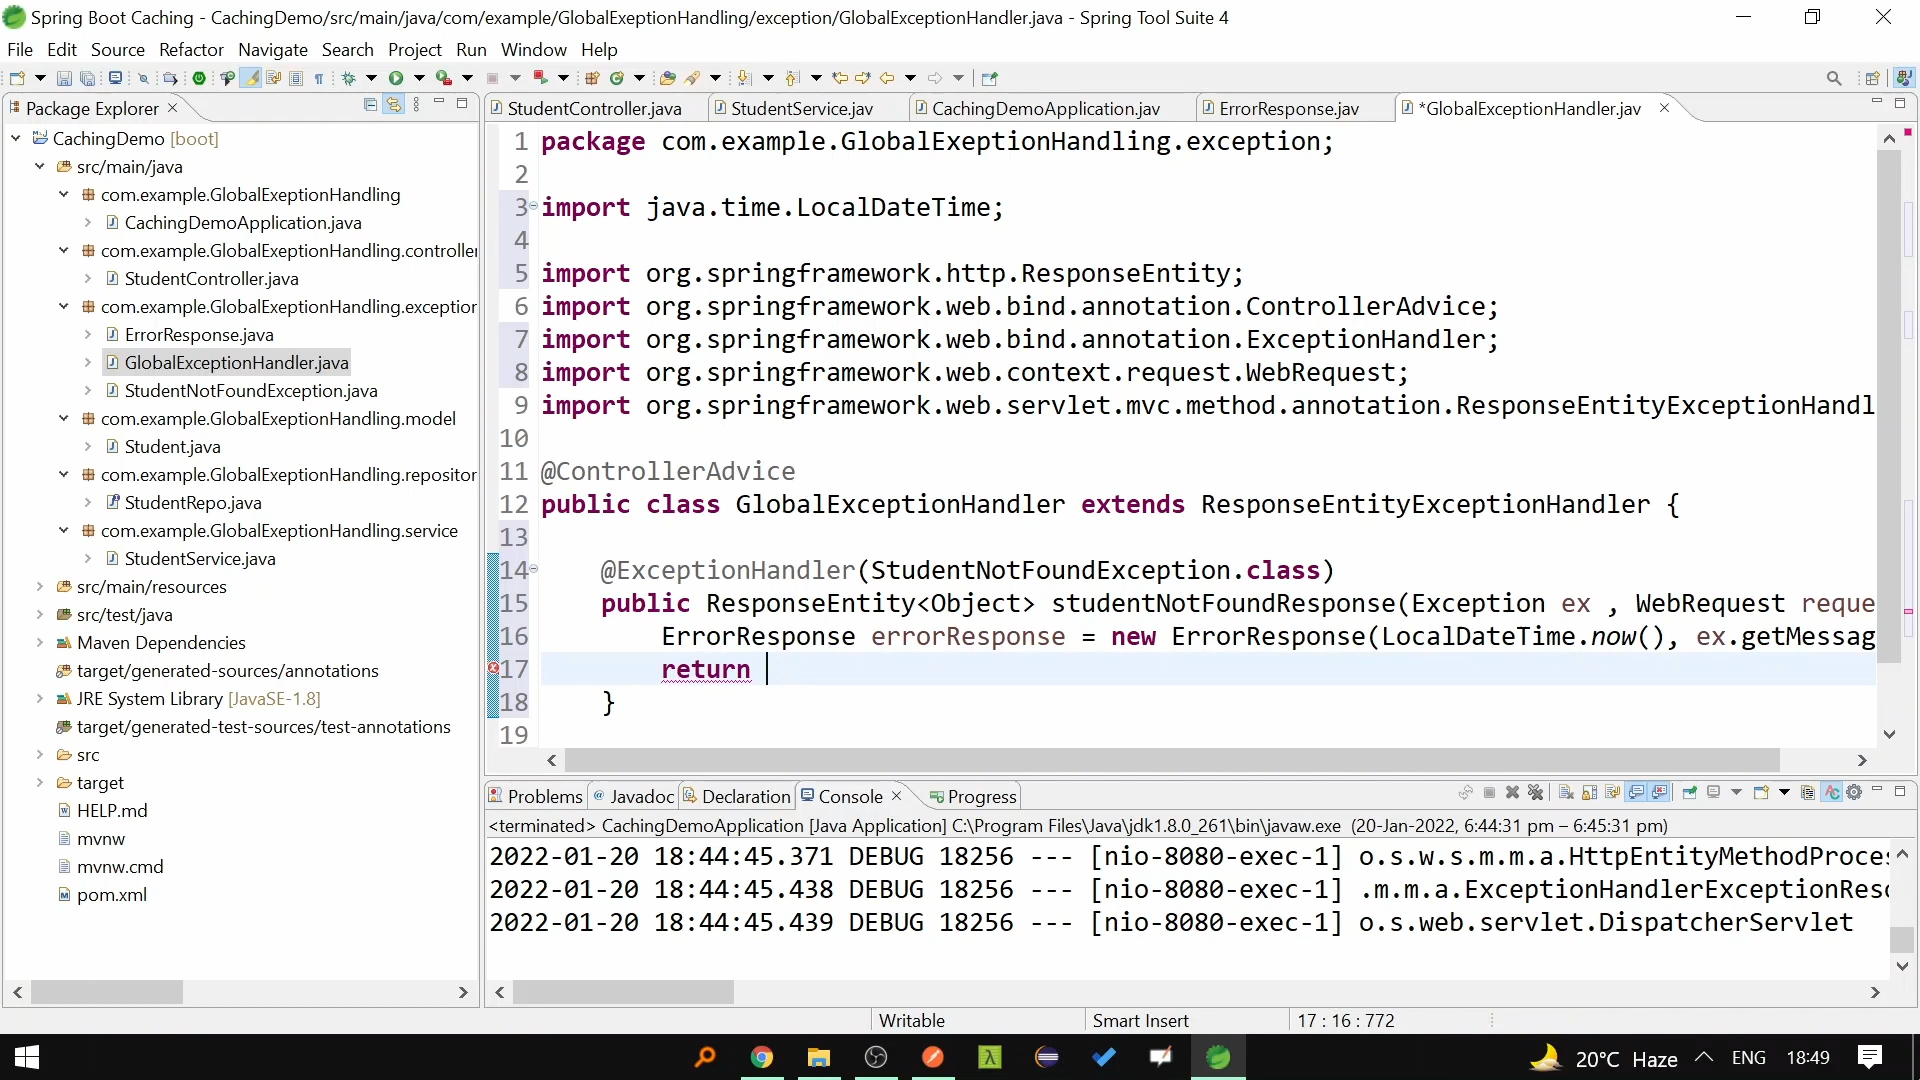 Spring Boot Caching - CachingDemo/src/main/java/com/example/GlobalExeptionHandling/exception/GlobalExceptionHandler.java - Spring Tool Suite 4
File Edit Source Refactor Navigate Search Project Run Window Help
Package Explorer
CachingDemo [boot]
src/main/java
com.example.GlobalExeptionHandling
CachingDemoApplication.java
com.example.GlobalExeptionHandling.controller
StudentController.java
com.example.GlobalExeptionHandling.exception
ErrorResponse.java
GlobalExceptionHandler.java
StudentNotFoundException.java
com.example.GlobalExeptionHandling.model
Student.java
com.example.GlobalExeptionHandling.repositor
StudentRepo.java
com.example.GlobalExeptionHandling.service
StudentService.java
src/main/resources
src/test/java
Maven Dependencies
target/generated-sources/annotations
JRE System Library [JavaSE-1.8]
target/generated-test-sources/test-annotations
src
target
HELP.md
mvnw
mvnw.cmd
pom.xml
StudentController.java StudentService.jav CachingDemoApplication.jav ErrorResponse.jav *GlobalExceptionHandler.jav
1 package com.example.GlobalExeptionHandling.exception;
2
3 import java.time.LocalDateTime;
4
5 import org.springframework.http.ResponseEntity;
6 import org.springframework.web.bind.annotation.ControllerAdvice;
7 import org.springframework.web.bind.annotation.ExceptionHandler;
8 import org.springframework.web.context.request.WebRequest;
9 import org.springframework.web.servlet.mvc.method.annotation.ResponseEntityExceptionHandl
10
11 @ControllerAdvice
12 public class GlobalExceptionHandler extends ResponseEntityExceptionHandler {
13
14 @ExceptionHandler(StudentNotFoundException.class)
15 public ResponseEntity<Object> studentNotFoundResponse(Exception ex , WebRequest reque
16 ErrorResponse errorResponse = new ErrorResponse(LocalDateTime.now(), ex.getMessag
17 return
18 }
19
Problems Javadoc Declaration Console Progress
<terminated> CachingDemoApplication [Java Application] C:\Program Files\Java\jdk1.8.0_261\bin\javaw.exe (20-Jan-2022, 6:44:31 pm – 6:45:31 pm)
2022-01-20 18:44:45.371 DEBUG 18256 --- [nio-8080-exec-1] o.s.w.s.m.m.a.HttpEntityMethodProces
2022-01-20 18:44:45.438 DEBUG 18256 --- [nio-8080-exec-1] .m.m.a.ExceptionHandlerExceptionReso
2022-01-20 18:44:45.439 DEBUG 18256 --- [nio-8080-exec-1] o.s.web.servlet.DispatcherServlet
Writable Smart Insert 17 : 16 : 772
20°C Haze ENG 18:49